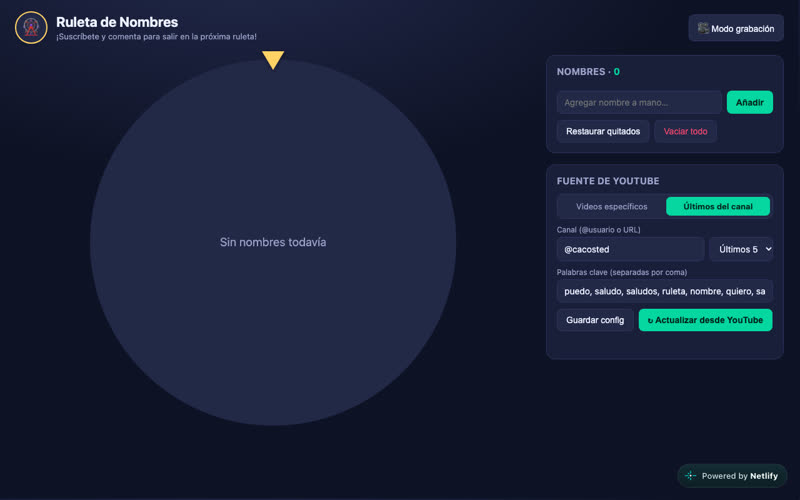 Ruleta de Nombres
¡Suscríbete y comenta para salir en la próxima ruleta!
Modo grabación
NOMBRES · 0
Agregar nombre a mano...
Añadir
Restaurar quitados
Vaciar todo
Sin nombres todavía
FUENTE DE YOUTUBE
Videos específicos
Últimos del canal
Canal (@usuario o URL)
@cacosted
Últimos 5
Palabras clave (separadas por coma)
puedo, saludo, saludos, ruleta, nombre, quiero, sa
Guardar config
↻ Actualizar desde YouTube
Powered by Netlify